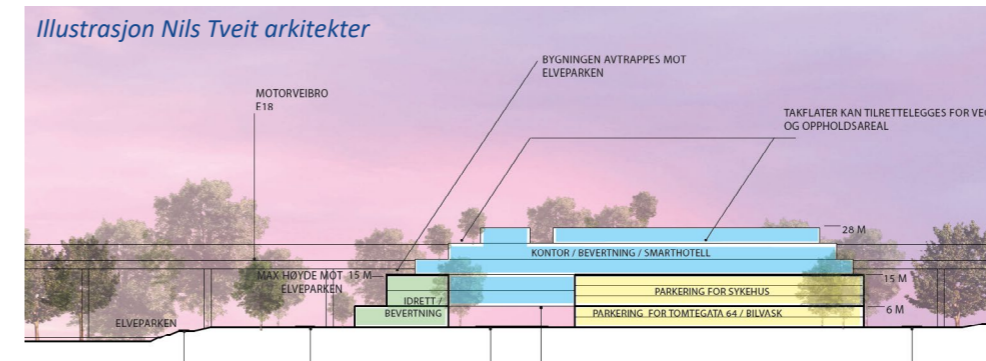 Illustrasjon Nils Tveit arkitekter
BYGNINGEN AVTRAPPES MOT
ELVEPARKEN
MOTORVEIBRO
E18
TAKFLATER KAN TILRETTELEGGES FOR VEG
OG OPPHOLDSAREAL
28 M
KONTOR / BEVERTNING / SMARTHOTELL
MAX HØYDE MOT 15 M
ELVEPARKEN
15 M
PARKERING FOR SYKEHUS
IDRETT /
BEVERTNING
6 M
PARKERING FOR TOMTEGATA 64 / BILVASK
ELVEPARKEN